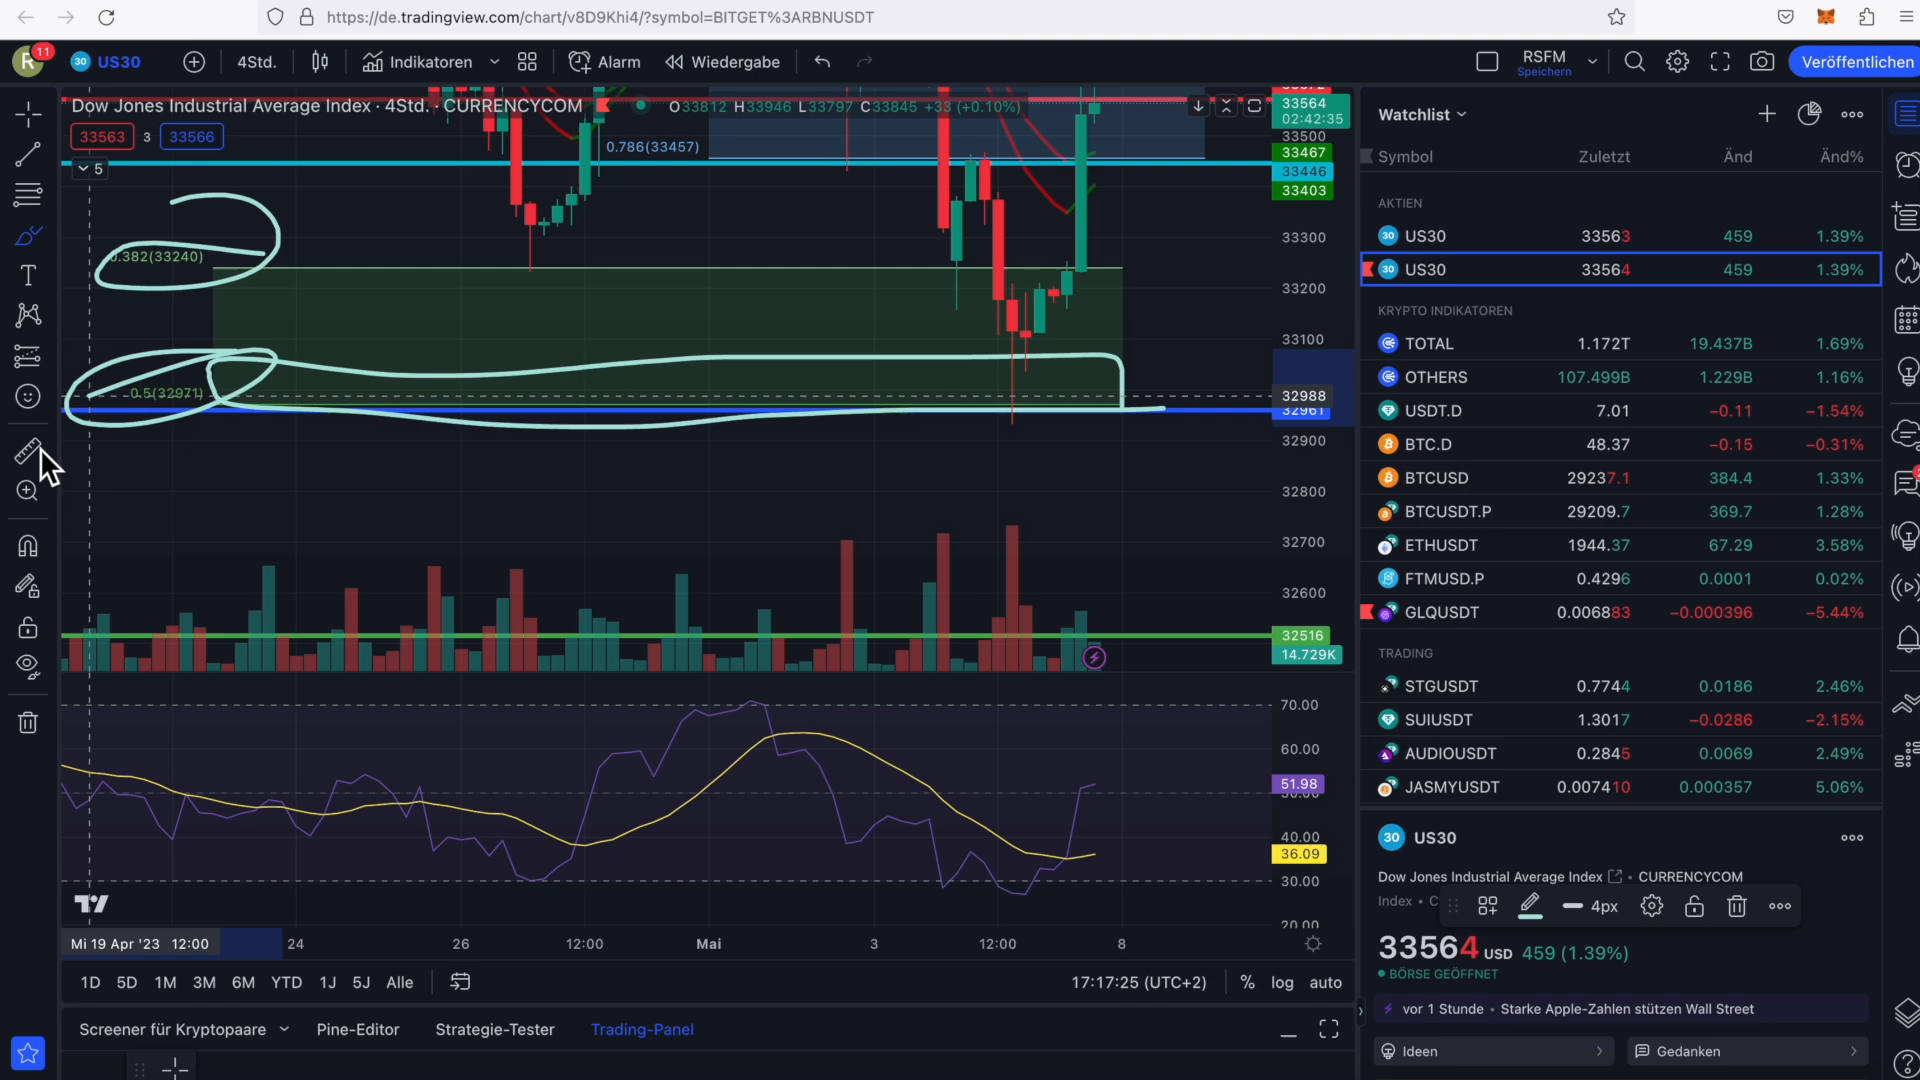 https://de.tradingview.com/chart/v8D9Khi4/?symbol=BITGET%3ARBNUSDT
R 11 30 US30 4Std. Indikatoren Alarm Wiedergabe RSFM Speichern Veröffentlichen
Dow Jones Industrial Average Index · 4Std. · CURRENCYCOM O33812 H33946 L33797 C33845 +33 (+0.10%)
33563 3 33566
5
0.786(33457)
0.382(33240)
0.5(32971)
33564
02:42:35
33500
33467
33446
33403
33300
33200
33100
32988
32961
32900
32800
32700
32600
32516
14.729K
70.00
60.00
51.98
50.00
40.00
36.09
30.00
20.00
Mi 19 Apr '23 12:00 24 26 12:00 Mai 3 12:00 8
1D 5D 1M 3M 6M YTD 1J 5J Alle 17:17:25 (UTC+2) % log auto
Screener für Kryptopaare Pine-Editor Strategie-Tester Trading-Panel
Watchlist
Symbol Zuletzt Änd Änd%
AKTIEN
30 US30 33563 459 1.39%
30 US30 33564 459 1.39%
KRYPTO INDIKATOREN
TOTAL 1.172T 19.437B 1.69%
OTHERS 107.499B 1.229B 1.16%
USDT.D 7.01 −0.11 −1.54%
BTC.D 48.37 −0.15 −0.31%
BTCUSD 29237.1 384.4 1.33%
BTCUSDT.P 29209.7 369.7 1.28%
ETHUSDT 1944.37 67.29 3.58%
FTMUSD.P 0.4296 0.0001 0.02%
GLQUSDT 0.006883 −0.000396 −5.44%
TRADING
STGUSDT 0.7744 0.0186 2.46%
SUIUSDT 1.3017 −0.0286 −2.15%
AUDIOUSDT 0.2845 0.0069 2.49%
JASMYUSDT 0.007410 0.000357 5.06%
30 US30
Dow Jones Industrial Average Index • CURRENCYCOM
Index • C
4px
33564 USD 459 (1.39%)
BÖRSE GEÖFFNET
vor 1 Stunde • Starke Apple-Zahlen stützen Wall Street
Ideen Gedanken